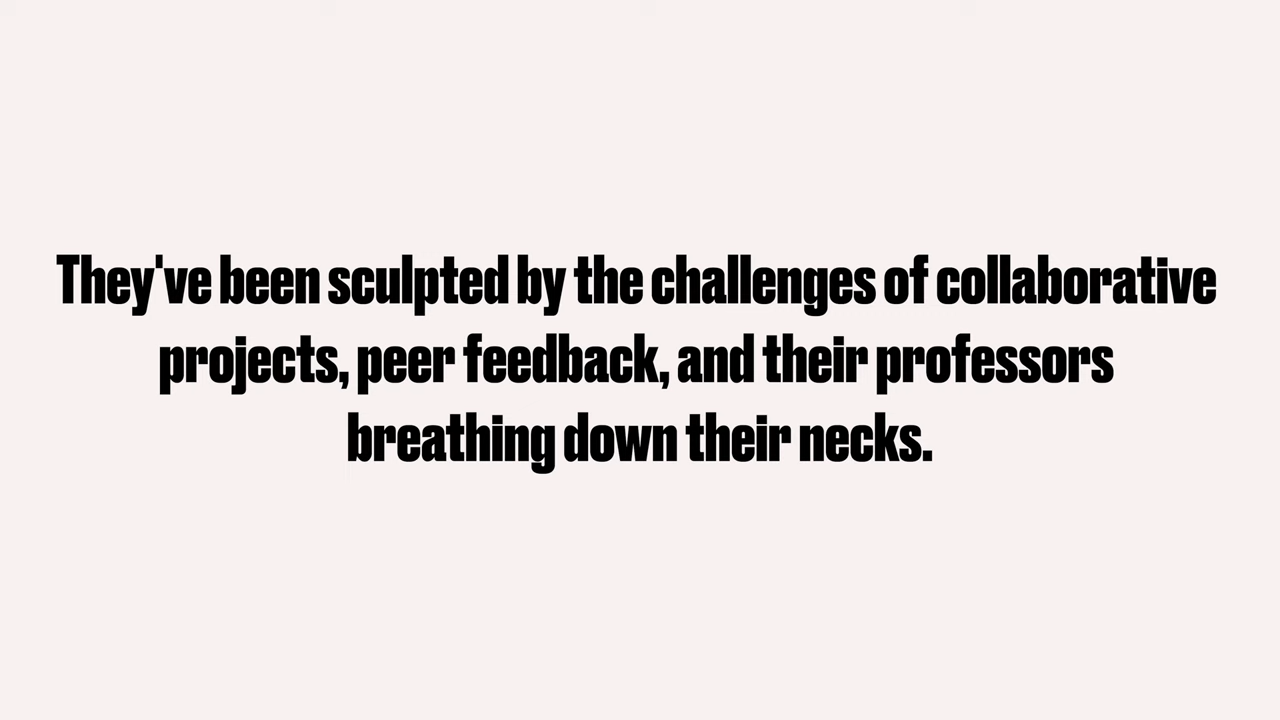 They've been sculpted by the challenges of collaborative
projects, peer feedback, and their professors
breathing down their necks.